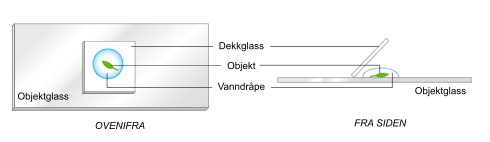 Dekkglass
Objekt
Vanndråpe
Objektglass
Objektglass
OVENIFRA
FRA SIDEN